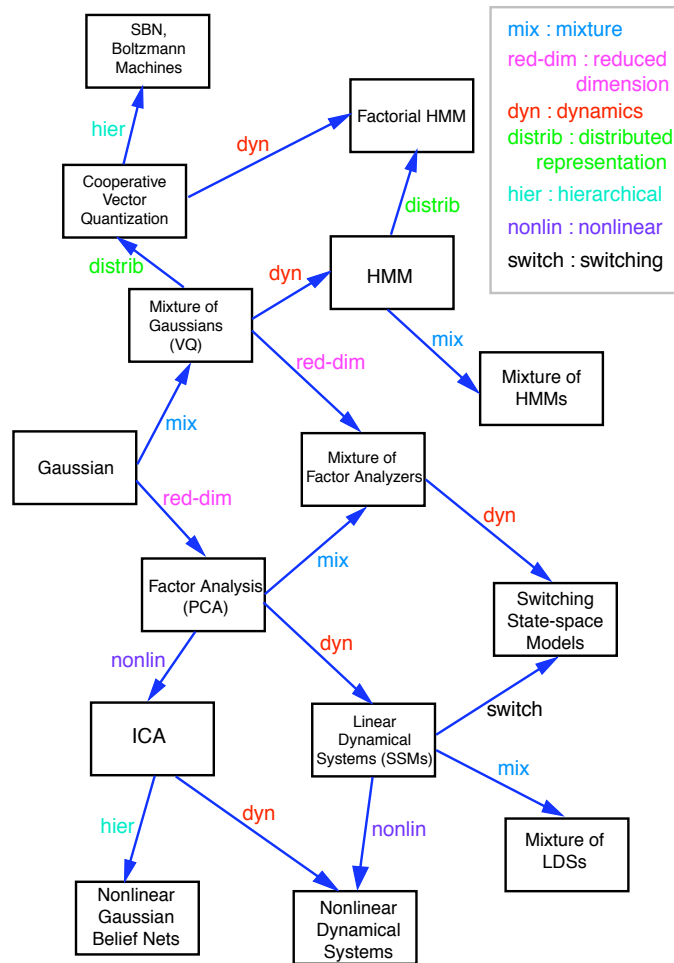 SBN,
Boltzmann
Machines
mix : mixture
red-dim : reduced
dimension
dyn : dynamics
distrib : distributed
representation
hier : hierarchical
nonlin : nonlinear
switch : switching
hier
dyn
Factorial HMM
Cooperative
Vector
Quantization
distrib
distrib
dyn
HMM
Mixture of
Gaussians
(VQ)
mix
red-dim
Mixture of
HMMs
mix
Gaussian
Mixture of
Factor Analyzers
red-dim
dyn
mix
Factor Analysis
(PCA)
Switching
State-space
Models
dyn
nonlin
switch
ICA
Linear
Dynamical
Systems (SSMs)
mix
hier
dyn
nonlin
Mixture of
LDSs
Nonlinear
Gaussian
Belief Nets
Nonlinear
Dynamical
Systems